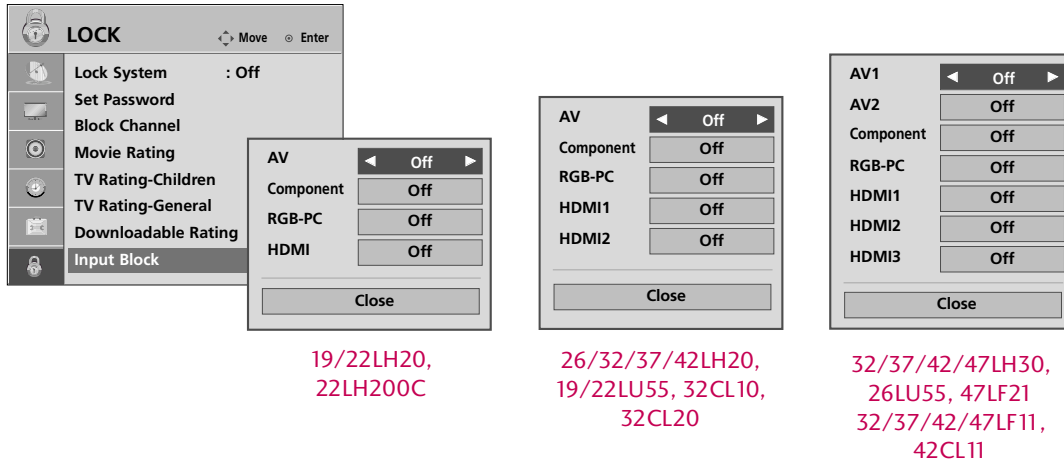 LOCK
Move
Enter
Lock System : Off
Set Password
Block Channel
Movie Rating
TV Rating-Children
TV Rating-General
Downloadable Rating
Input Block
AV ◄ Off ►
Component Off
RGB-PC Off
HDMI Off
Close
19/22LH20,
22LH200C
AV ◄ Off ►
Component Off
RGB-PC Off
HDMI1 Off
HDMI2 Off
Close
26/32/37/42LH20,
19/22LU55, 32CL10,
32CL20
AV1 ◄ Off ►
AV2 Off
Component Off
RGB-PC Off
HDMI1 Off
HDMI2 Off
HDMI3 Off
Close
32/37/42/47LH30,
26LU55, 47LF21
32/37/42/47LF11,
42CL11